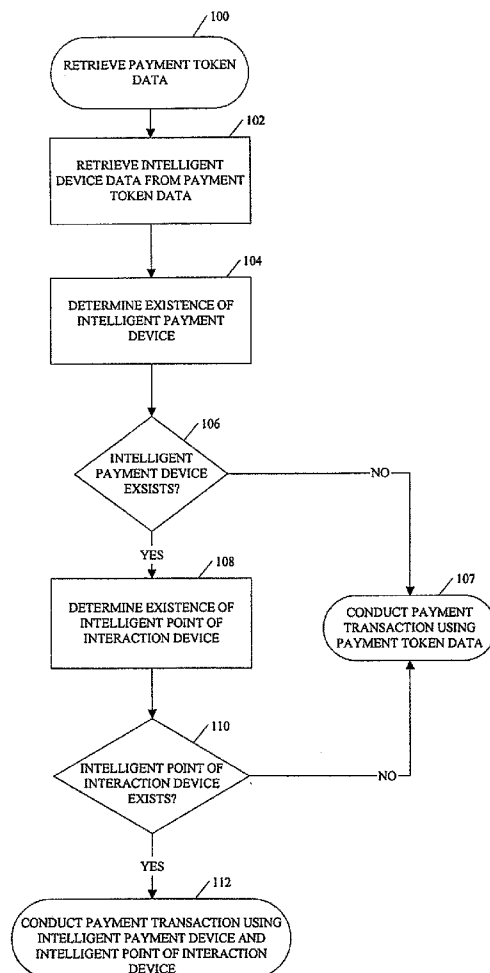 100
RETRIEVE PAYMENT TOKEN
DATA
102
RETRIEVE INTELLIGENT
DEVICE DATA FROM PAYMENT
TOKEN DATA
104
DETERMINE EXISTENCE OF
INTELLIGENT PAYMENT
DEVICE
106
INTELLIGENT
PAYMENT DEVICE
EXSISTS?
NO
YES
108
DETERMINE EXISTENCE OF
INTELLIGENT POINT OF
INTERACTION DEVICE
107
CONDUCT PAYMENT
TRANSACTION USING
PAYMENT TOKEN DATA
110
INTELLIGENT POINT OF
INTERACTION DEVICE
EXISTS?
NO
YES
112
CONDUCT PAYMENT TRANSACTION USING
INTELLIGENT PAYMENT DEVICE AND
INTELLIGENT POINT OF INTERACTION
DEVICE